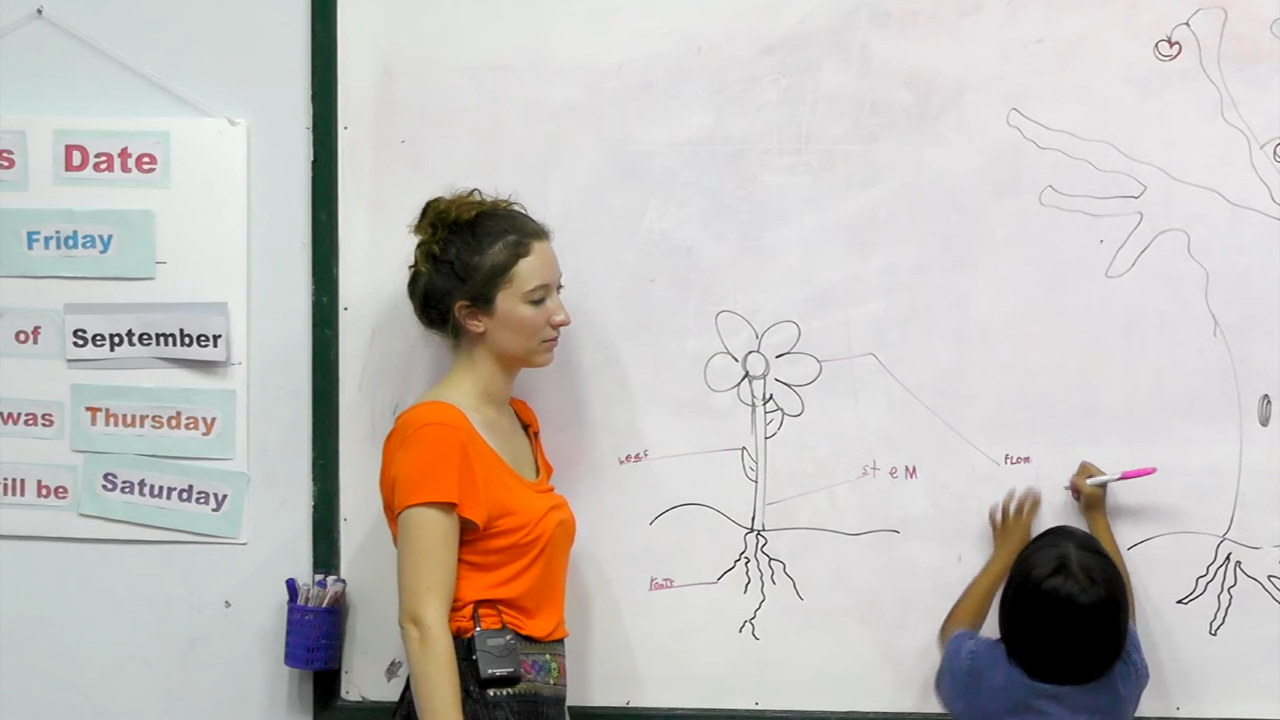 s Date
Friday
of September
was Thursday
ill be Saturday
Leaf
steM
FLOW
roots